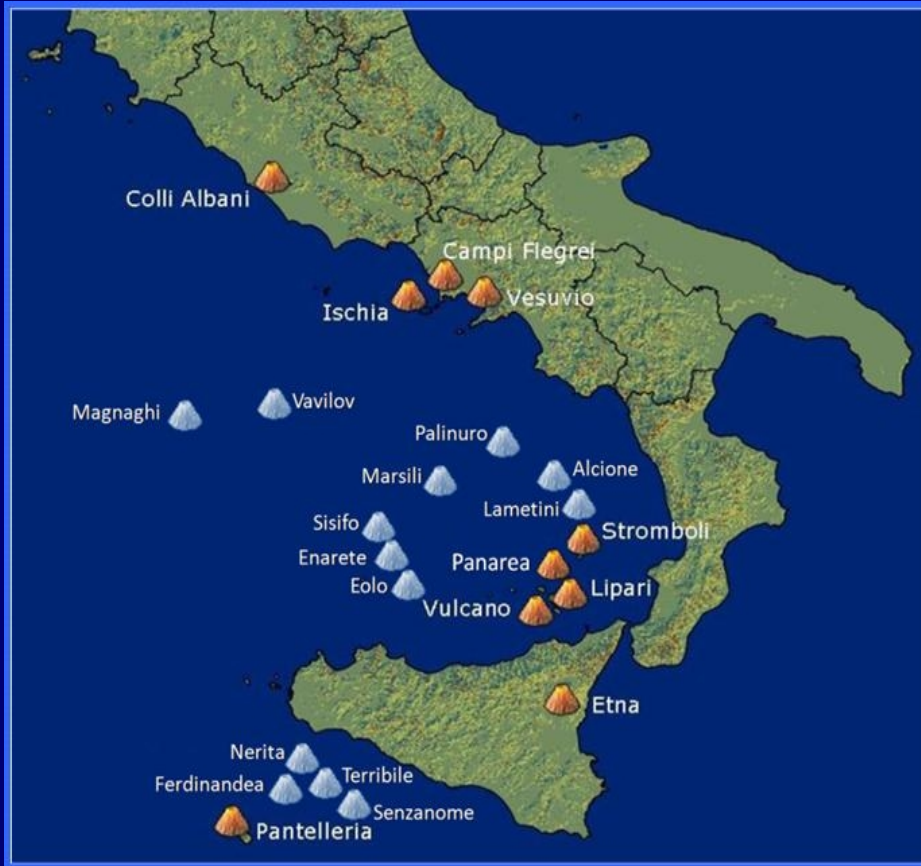 Colli Albani
Campi Flegrei
Vesuvio
Ischia
Magnaghi
Vavilov
Palinuro
Marsili
Alcione
Lametini
Sisifo
Stromboli
Enarete
Panarea
Eolo
Lipari
Vulcano
Etna
Nerita
Terribile
Ferdinandea
Senzanome
Pantelleria